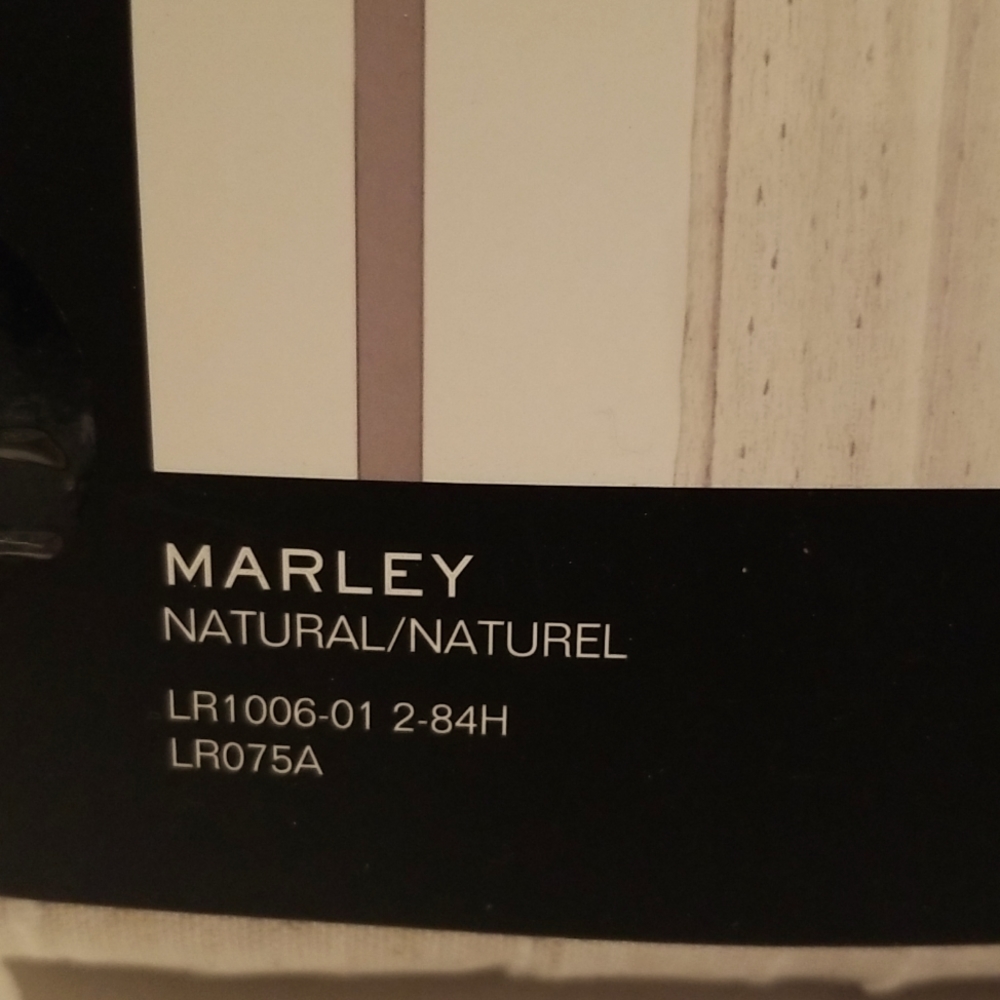 MARLEY
NATURAL/NATUREL
LR1006-01 2-84H
LR075A